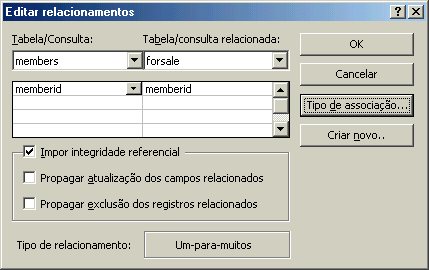 Editar relacionamentos
Tabela/Consulta: Tabela/consulta relacionada:
members forsale
memberid memberid
OK
Cancelar
Tipo de associação...
Criar novo..
Impor integridade referencial
Propagar atualização dos campos relacionados
Propagar exclusão dos registros relacionados
Tipo de relacionamento: Um-para-muitos